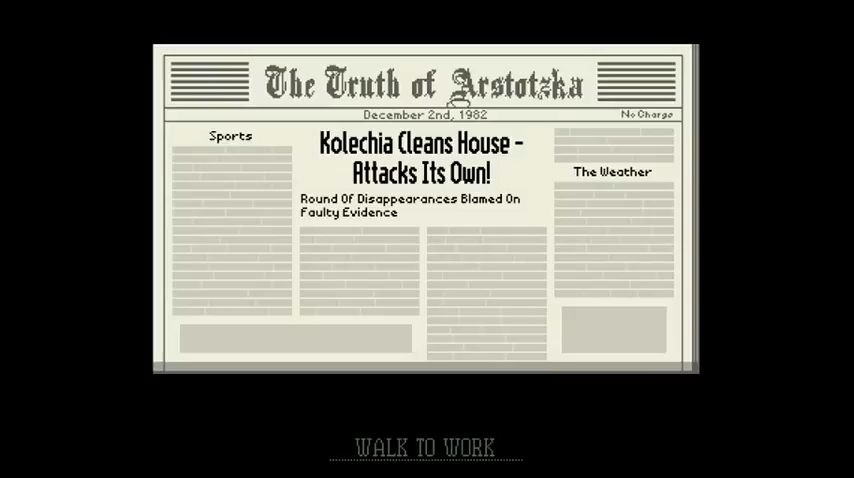 The Truth of Arstotzka
December 2nd, 1982
No Charge
Sports
Kolechia Cleans House -
Attacks Its Own!
Round Of Disappearances Blamed On
Faulty Evidence
The Weather
WALK TO WORK